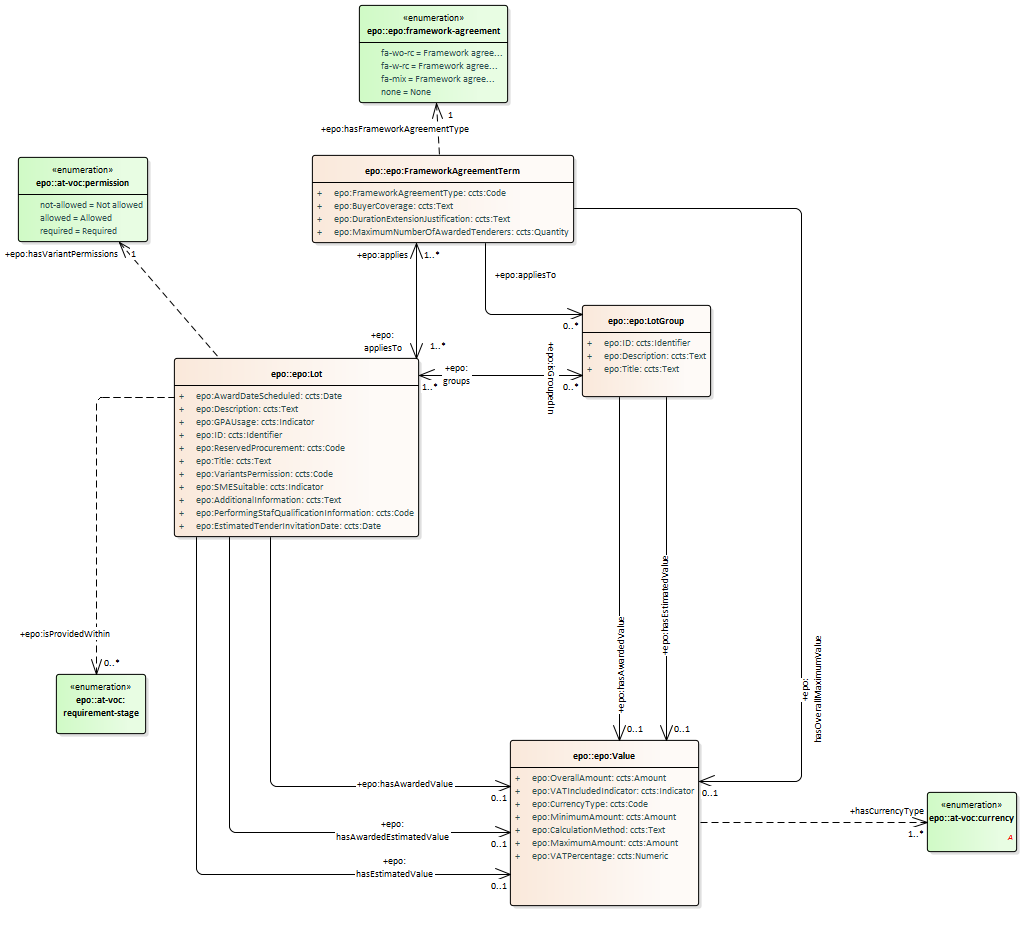 «enumeration»
epo::epo:framework-agreement
fa-wo-rc = Framework agree...
fa-w-rc = Framework agree...
fa-mix = Framework agree...
none = None
1
+epo:hasFrameworkAgreementType
«enumeration»
epo::at-voc:permission
not-allowed = Not allowed
allowed = Allowed
required = Required
+epo:hasVariantPermissions
1
epo::epo:FrameworkAgreementTerm
+ epo:FrameworkAgreementType: ccts:Code
+ epo:BuyerCoverage: ccts:Text
+ epo:DurationExtensionJustification: ccts:Text
+ epo:MaximumNumberOfAwardedTenderers: ccts:Quantity
+epo:applies
1..*
+epo:appliesTo
0..*
+epo:
appliesTo
1..*
epo::epo:LotGroup
+ epo:ID: ccts:Identifier
+ epo:Description: ccts:Text
+ epo:Title: ccts:Text
+epo:
groups
1..*
+epo:isGroupedIn
0..*
epo::epo:Lot
+ epo:AwardDateScheduled: ccts:Date
+ epo:Description: ccts:Text
+ epo:GPAUsage: ccts:Indicator
+ epo:ID: ccts:Identifier
+ epo:ReservedProcurement: ccts:Code
+ epo:Title: ccts:Text
+ epo:VariantsPermission: ccts:Code
+ epo:SMESuitable: ccts:Indicator
+ epo:AdditionalInformation: ccts:Text
+ epo:PerformingStafQualificationInformation: ccts:Code
+ epo:EstimatedTenderInvitationDate: ccts:Date
+epo:isProvidedWithin
0..*
«enumeration»
epo::at-voc:
requirement-stage
+epo:hasAwardedValue
0..1
+epo:hasEstimatedValue
0..1
+epo:
hasOverallMaximumValue
0..1
epo::epo:Value
+ epo:OverallAmount: ccts:Amount
+ epo:VATIncludedIndicator: ccts:Indicator
+ epo:CurrencyType: ccts:Code
+ epo:MinimumAmount: ccts:Amount
+ epo:CalculationMethod: ccts:Text
+ epo:MaximumAmount: ccts:Amount
+ epo:VATPercentage: ccts:Numeric
+epo:hasAwardedValue
0..1
+epo:
hasAwardedEstimatedValue
0..1
+epo:
hasEstimatedValue
0..1
+hasCurrencyType
1..*
«enumeration»
epo::at-voc:currency
A